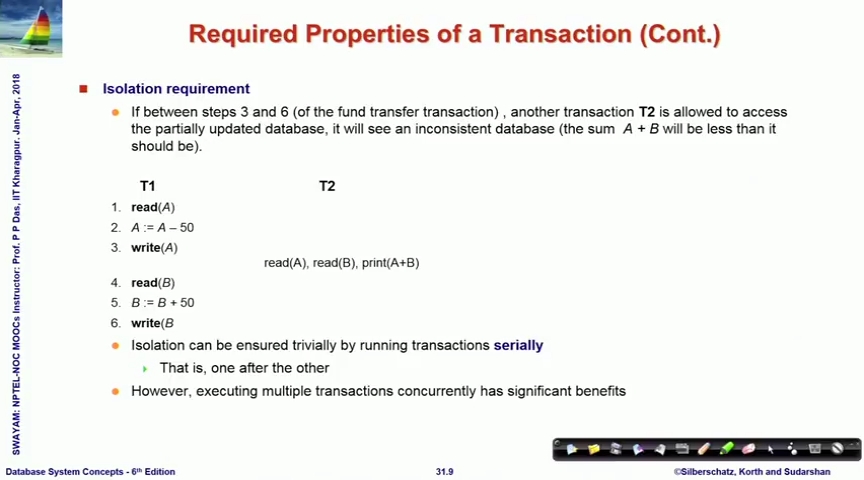 Required Properties of a Transaction (Cont.)
Isolation requirement
If between steps 3 and 6 (of the fund transfer transaction) , another transaction T2 is allowed to access
the partially updated database, it will see an inconsistent database (the sum A + B will be less than it
should be).
T1 T2
1. read(A)
2. A := A – 50
3. write(A)
read(A), read(B), print(A+B)
4. read(B)
5. B := B + 50
6. write(B
Isolation can be ensured trivially by running transactions serially
That is, one after the other
However, executing multiple transactions concurrently has significant benefits
SWAYAM: NPTEL-NOC MOOCs Instructor: Prof. P P Das, IIT Kharagpur. Jan-Apr, 2018
Database System Concepts - 6th Edition 31.9 ©Silberschatz, Korth and Sudarshan